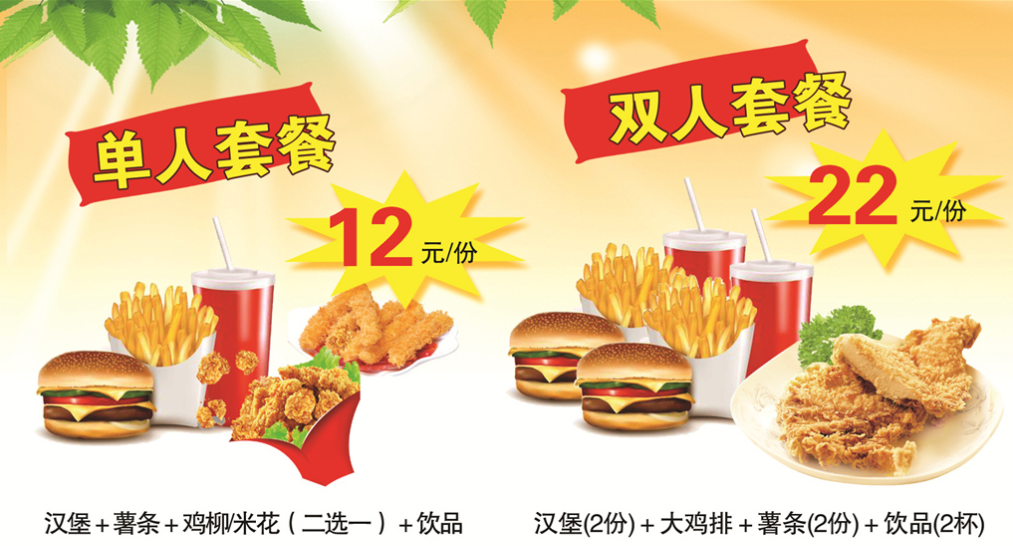 单人套餐
12元/份
汉堡+薯条+鸡柳/米花（二选一）+饮品
双人套餐
22元/份
汉堡(2份)+大鸡排+薯条(2份)+饮品(2杯)